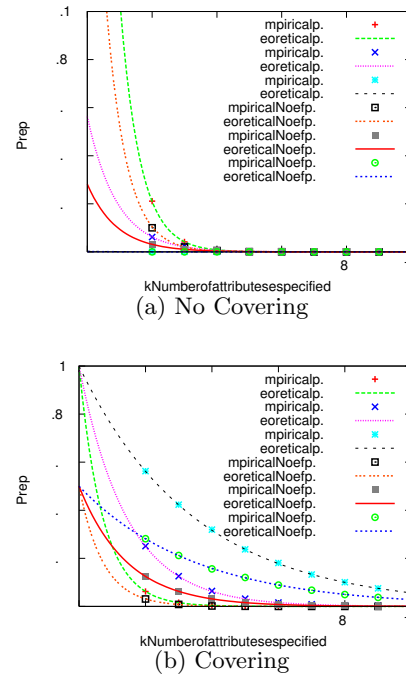 1
.8
.
.
Prep
mpiricalp.
eoreticalp.
mpiricalp.
eoreticalp.
mpiricalp.
eoreticalp.
mpiricalNoefp.
eoreticalNoefp.
mpiricalNoefp.
eoreticalNoefp.
mpiricalNoefp.
eoreticalNoefp.
8
kNumberofattributesespecified
(a) No Covering
1
.8
Prep
mpiricalp.
eoreticalp.
mpiricalp.
eoreticalp.
mpiricalp.
eoreticalp.
mpiricalNoefp.
eoreticalNoefp.
mpiricalNoefp.
eoreticalNoefp.
mpiricalNoefp.
eoreticalNoefp.
8
kNumberofattributesespecified
(b) Covering